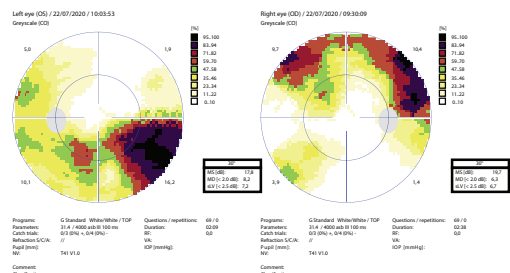 Left eye (OS) / 22/07/2020 / 10:03:53
Greyscale (CO)
[%]
95..100
83..94
71..82
59..70
47..58
35..46
23..34
11..22
0..10
5,0
1,9
10,1
16,2
30°
MS [dB]: 17,8
MD [< 2.0 dB]: 8,2
sLV [< 2.5 dB]: 7,2
Programs: G Standard White/White / TOP
Parameters: 31.4 / 4000 asb III 100 ms
Catch trials: 0/3 (0%) +, 0/4 (0%) -
Refraction S/C/A: //
Pupil [mm]:
NV: T41 V1.0
Questions / repetitions: 69 / 0
Duration: 02:09
RF: 0,0
VA:
IOP [mmHg]:
Comment:
Right eye (OD) / 22/07/2020 / 09:30:09
Greyscale (CO)
[%]
95..100
83..94
71..82
59..70
47..58
35..46
23..34
11..22
0..10
9,7
10,4
3,9
1,4
30°
MS [dB]: 19,7
MD [< 2.0 dB]: 6,3
sLV [< 2.5 dB]: 6,7
Programs: G Standard White/White / TOP
Parameters: 31.4 / 4000 asb III 100 ms
Catch trials: 0/3 (0%) +, 0/4 (0%) -
Refraction S/C/A: //
Pupil [mm]:
NV: T41 V1.0
Questions / repetitions: 69 / 0
Duration: 02:38
RF: 0,0
VA:
IOP [mmHg]:
Comment: